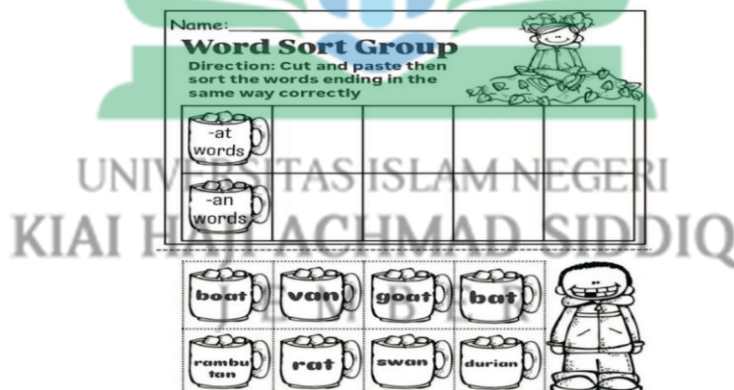 Name:
Word Sort Group
Direction: Cut and paste then
sort the words ending in the
same way correctly
-at
words
UNIVERSITAS ISLAM NEGERI
-an
words
KIAI HAJI ACHMAD SIDDIQ
boat van goat bat
JEMBER
rambu
tan
rat swan durian